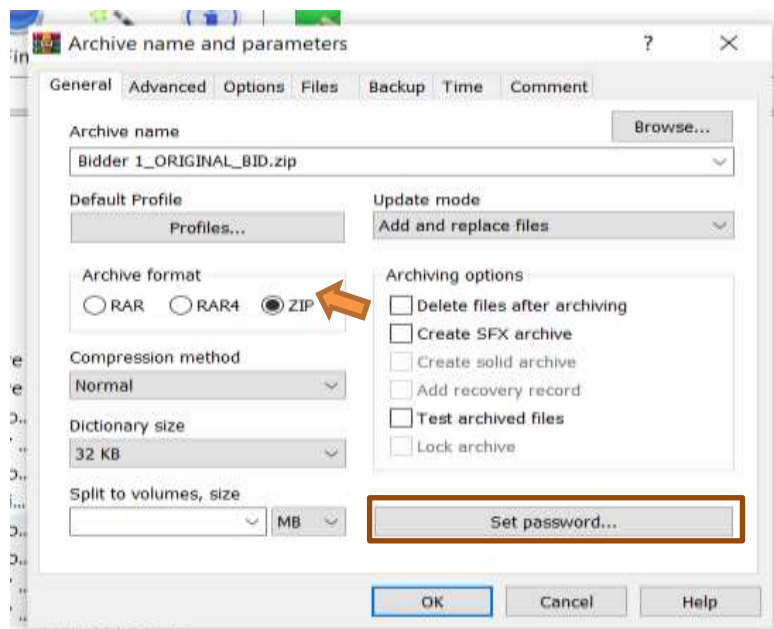 Archive name and parameters ?
in
General Advanced Options Files Backup Time Comment
Archive name Browse...
Bidder 1_ORIGINAL_BID.zip
Default Profile Update mode
Profiles... Add and replace files
Archive format Archiving options
RAR RAR4 ZIP Delete files after archiving
Create SFX archive
Compression method Create solid archive
Normal Add recovery record
Dictionary size Test archived files
32 KB Lock archive
Split to volumes, size
MB Set password...
OK Cancel Help